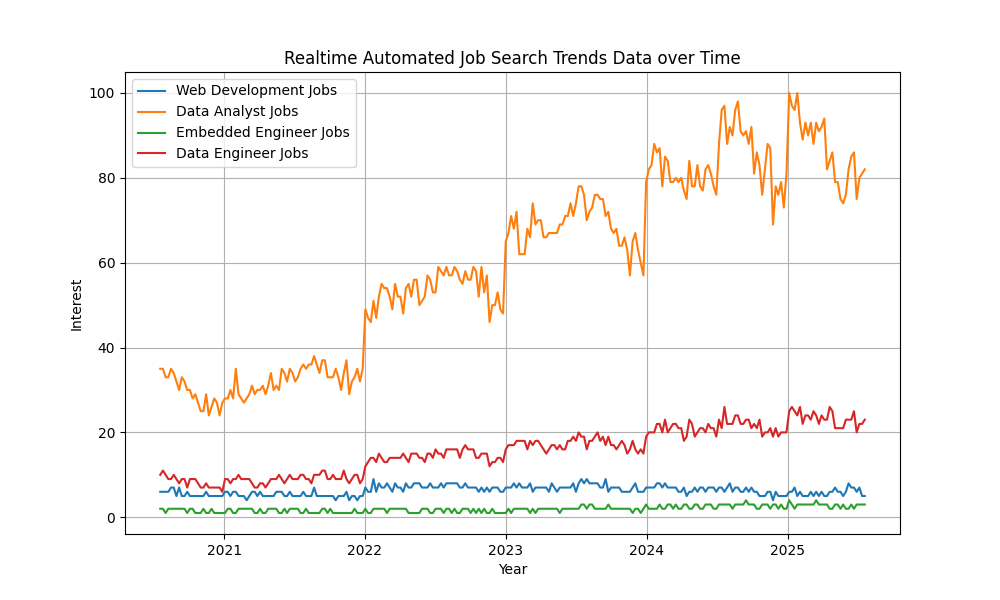 Realtime Automated Job Search Trends Data over Time
Web Development Jobs
Data Analyst Jobs
Embedded Engineer Jobs
Data Engineer Jobs
Interest
100
80
60
40
20
0
2021 2022 2023 2024 2025
Year